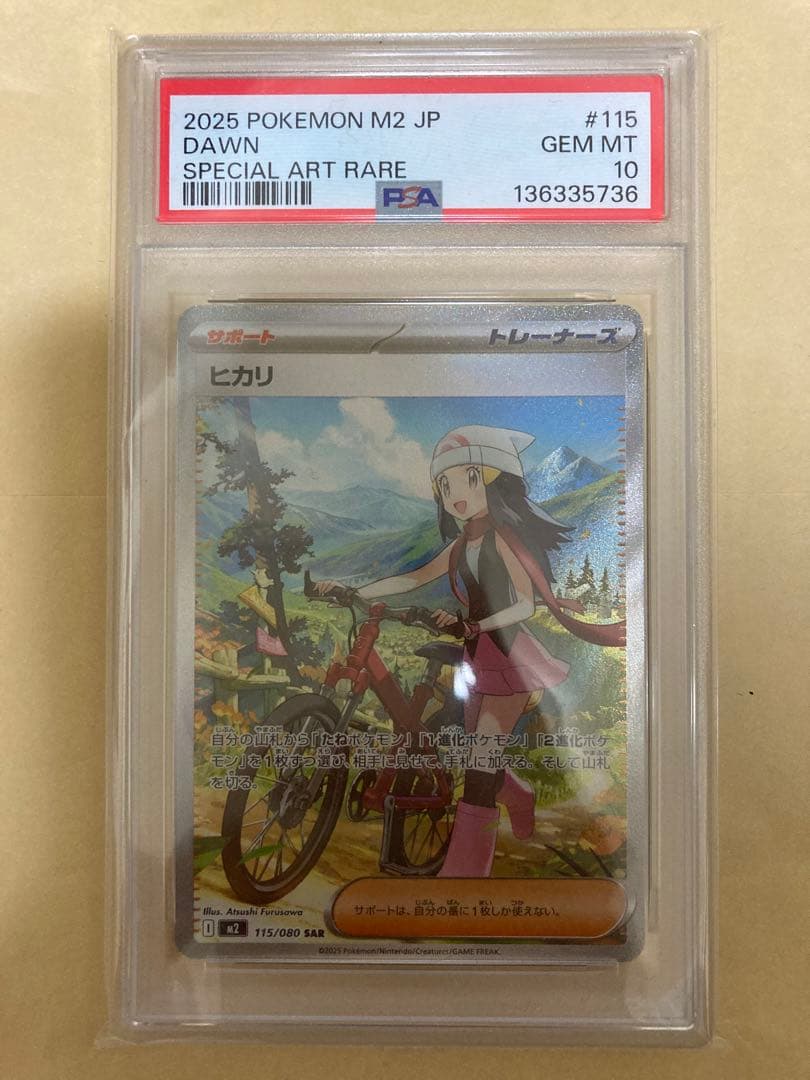 2025 POKEMON M2 JP #115
DAWN GEM MT
SPECIAL ART RARE 10
PSA 136335736
サポート トレーナーズ
ヒカリ
自分の山札から「たねポケモン」「1進化ポケモン」「2進化ポケ
モン」を1枚ずつ選び、相手に見せて、手札に加える。そして山札
を切る。
Illus. Atsushi Furusawa
サポートは、自分の番に1枚しか使えない。
I M2 115/080 SAR
©2025 Pokémon/Nintendo/Creatures/GAME FREAK.